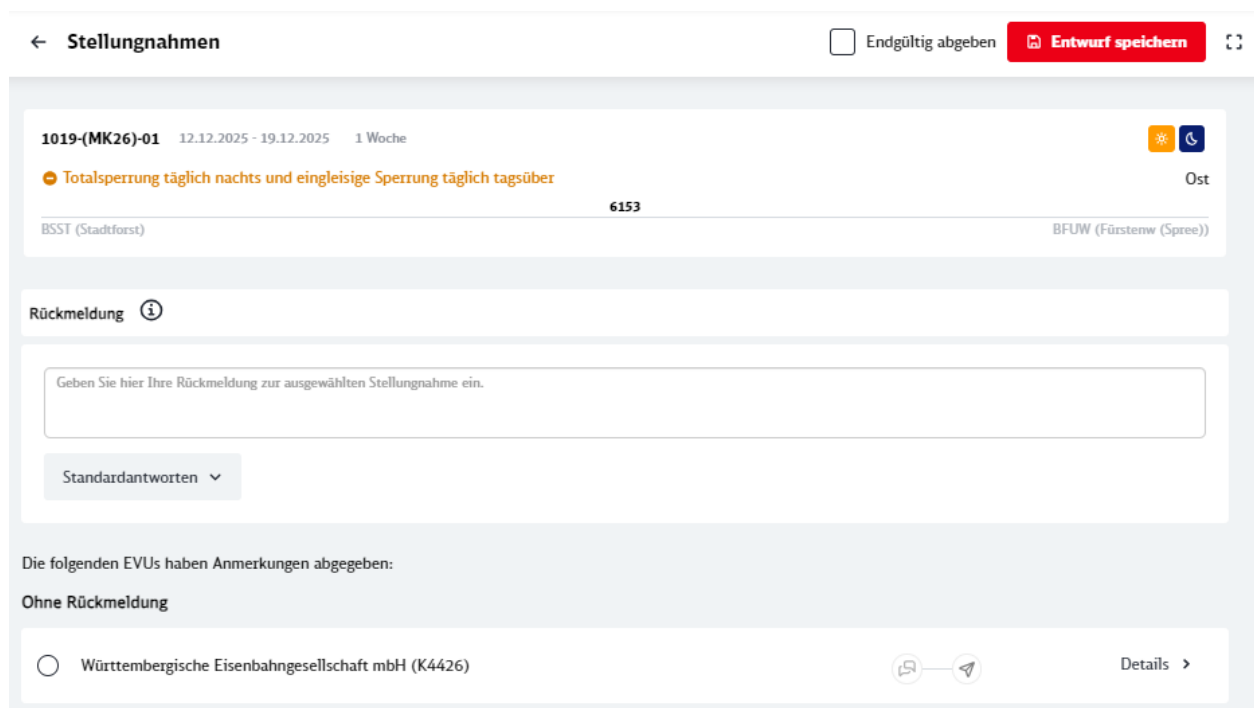 Stellungnahmen
Endgültig abgeben
Entwurf speichern
1019-(MK26)-01 12.12.2025 - 19.12.2025 1 Woche
Totalsperrung täglich nachts und eingleisige Sperrung täglich tagsüber
Ost
6153
BSST (Stadtforst)
BFUW (Fürstenw (Spree))
Rückmeldung
Geben Sie hier Ihre Rückmeldung zur ausgewählten Stellungnahme ein.
Standardantworten
Die folgenden EVUs haben Anmerkungen abgegeben:
Ohne Rückmeldung
Württembergische Eisenbahngesellschaft mbH (K4426)
Details